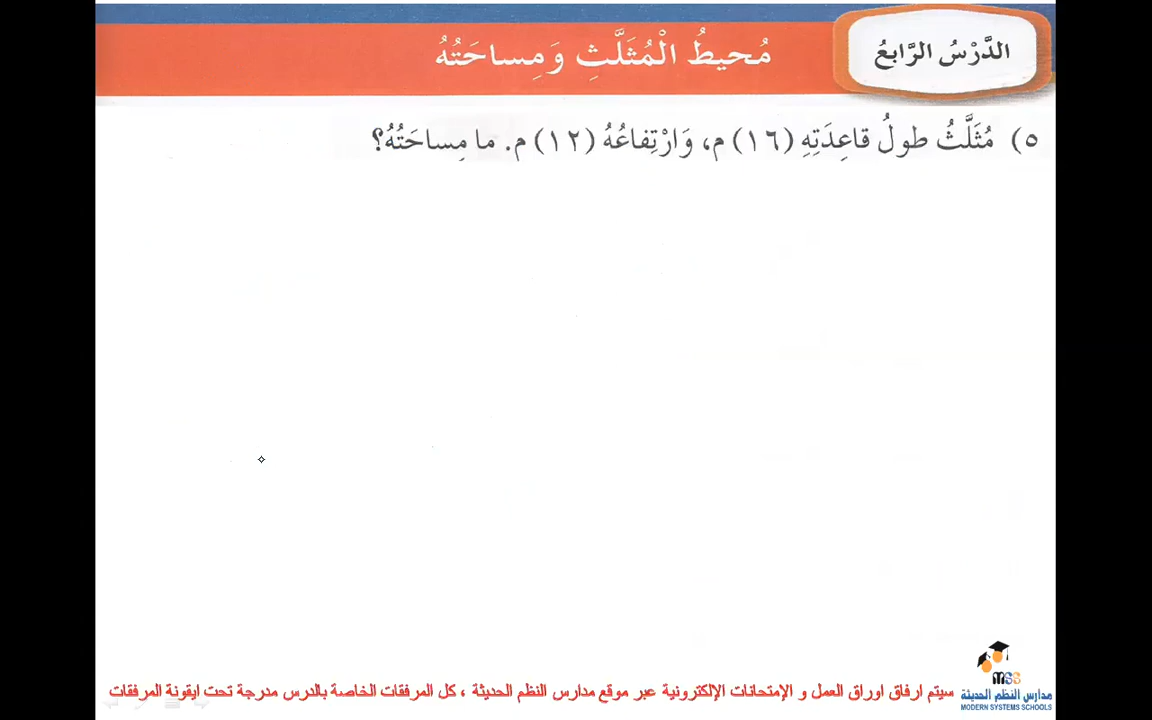 الدَّرْسُ الرَّابعُ
مُحيطُ الْمُثَلَّثِ وَمِساحَتُهُ
٥) مُثَلَّثُ طولُ قاعِدَتِهِ (١٦) م، وَارْتِفاعُهُ (١٢) م. ما مِساحَتُهُ؟
سيتم ارفاق اوراق العمل و الإمتحانات الإلكترونية عبر موقع مدارس النظم الحديثة ، كل المرفقات الخاصة بالدرس مدرجة تحت ايقونة المرفقات
MSS
مدارس النظم الحديثة
MODERN SYSTEMS SCHOOLS